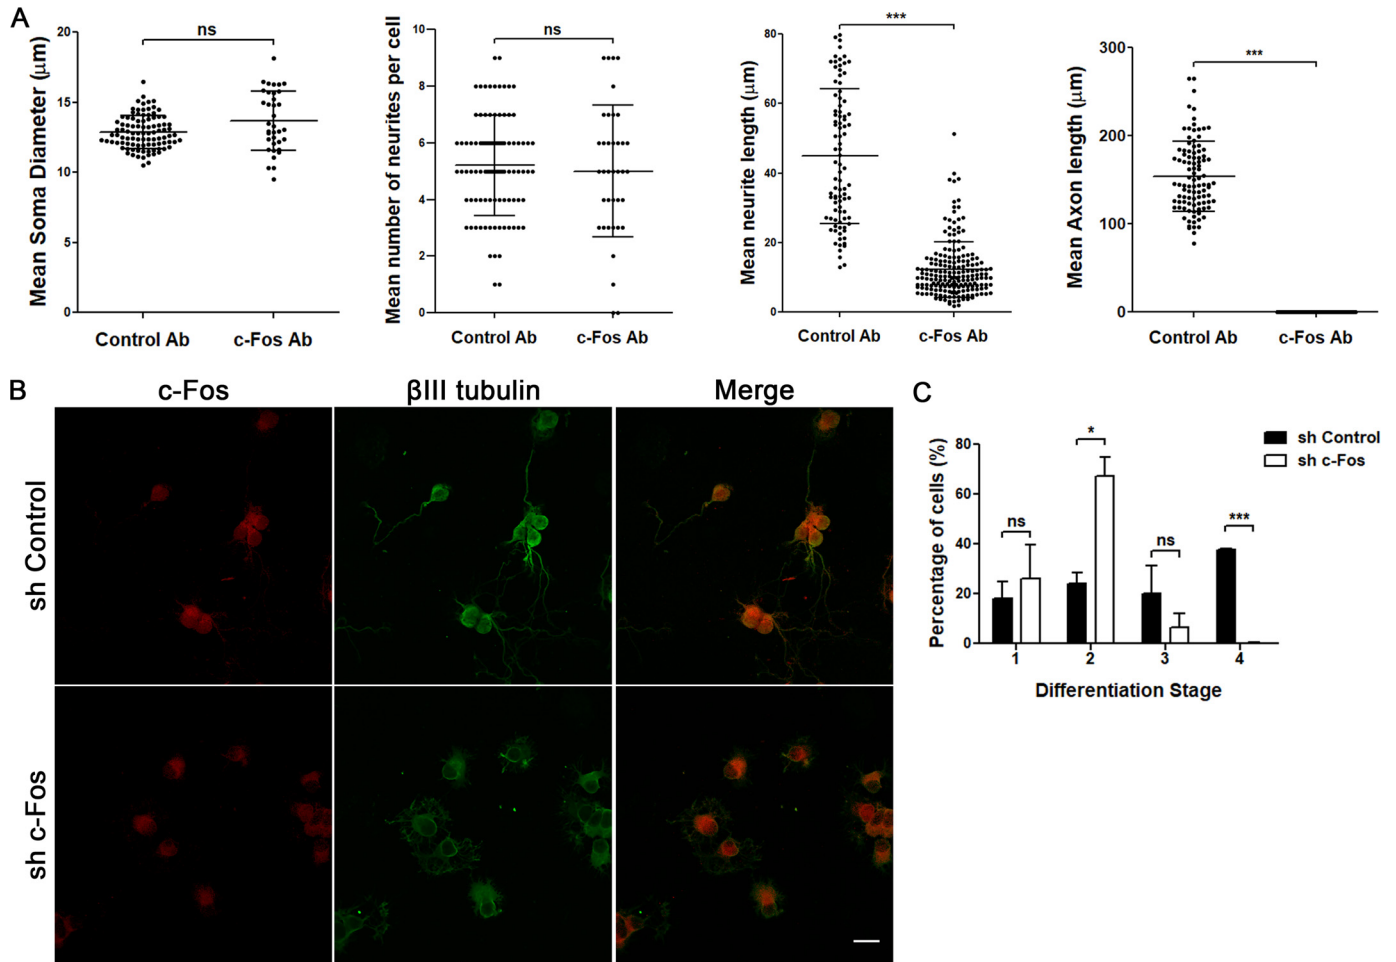 A
Mean Soma Diameter (μm)
20
15
10
5
0
ns
Control Ab
c-Fos Ab
Mean number of neurites per cell
10
8
6
4
2
0
ns
Control Ab
c-Fos Ab
Mean neurite length (μm)
80
60
40
20
0
***
Control Ab
c-Fos Ab
Mean Axon length (μm)
300
200
100
0
***
Control Ab
c-Fos Ab
B
c-Fos
βIII tubulin
Merge
sh Control
sh c-Fos
C
Percentage of cells (%)
80
60
40
20
0
ns
*
ns
***
sh Control
sh c-Fos
1 2 3 4
Differentiation Stage